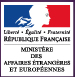 Liberté • Égalité • Fraternité
RÉPUBLIQUE FRANÇAISE
MINISTÈRE
DES
AFFAIRES ÉTRANGÈRES
ET EUROPÉENNES